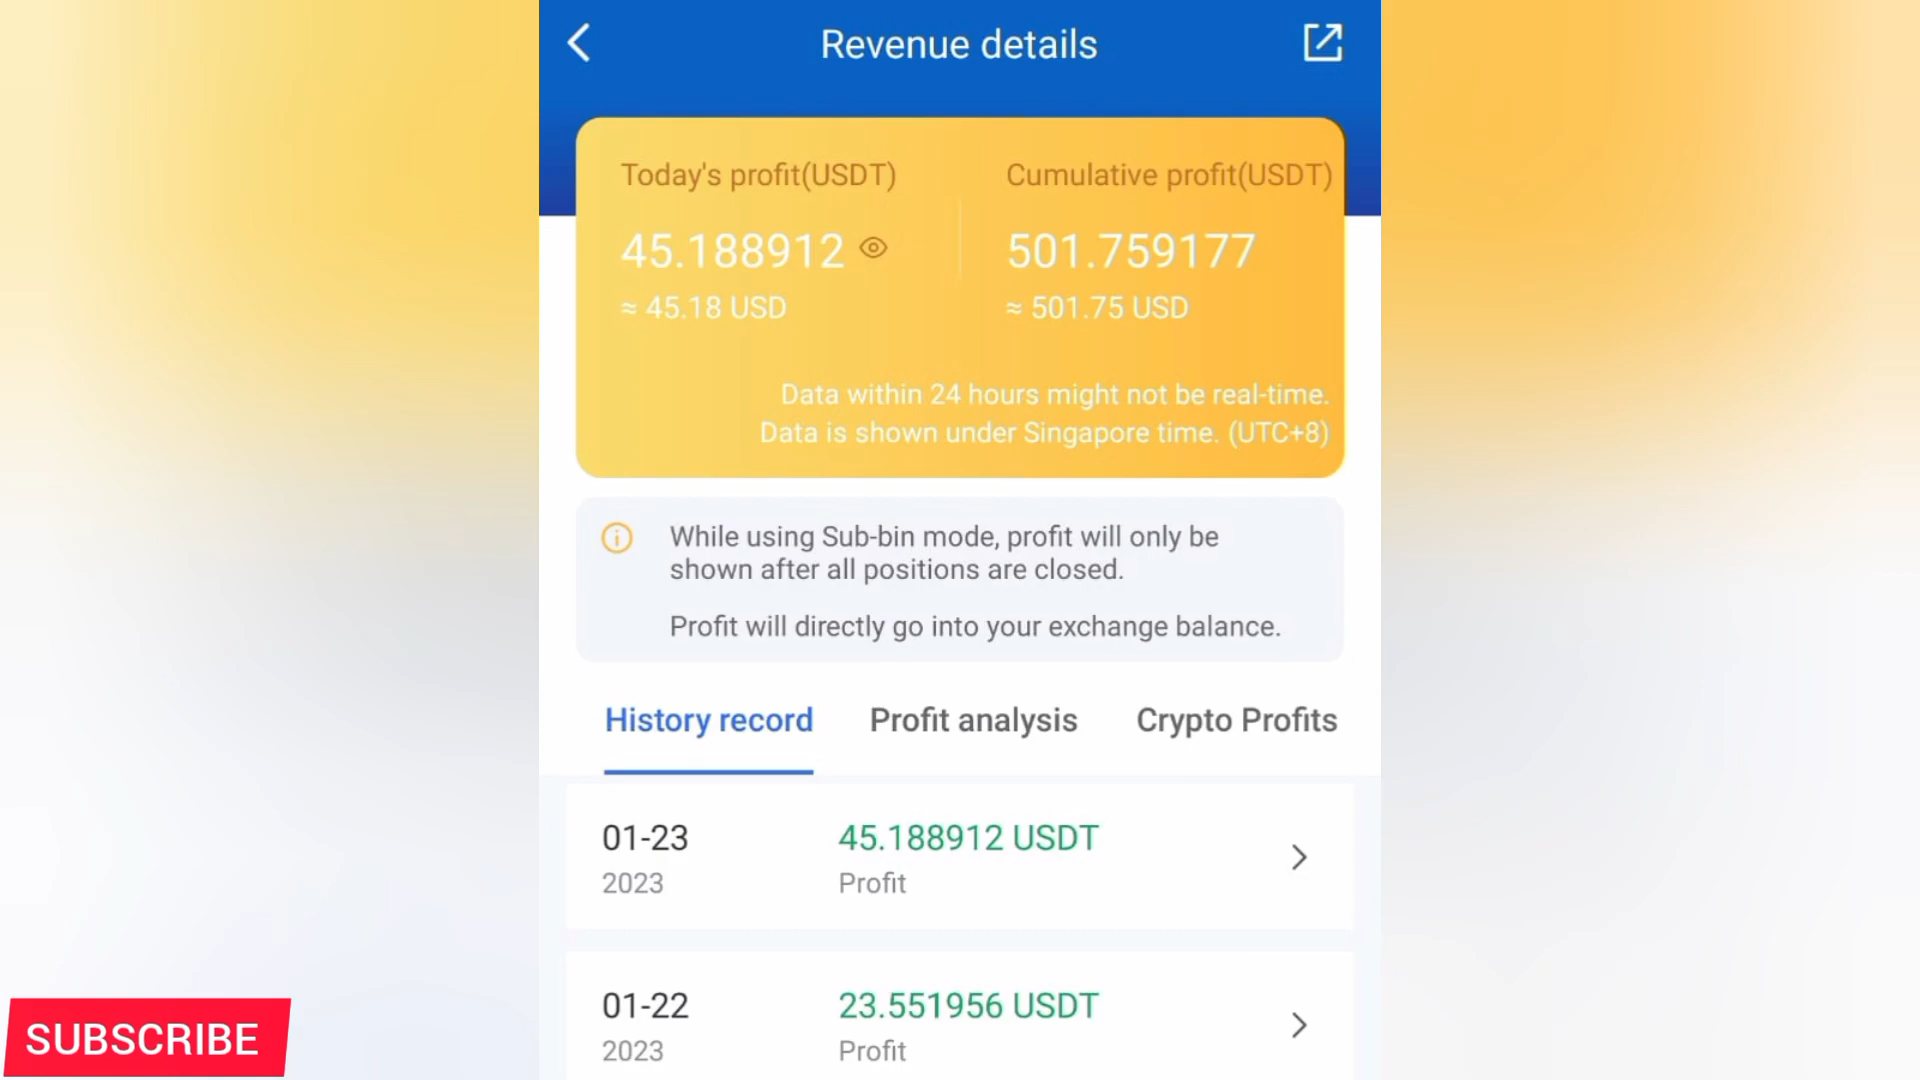 Revenue details
Today's profit(USDT)
Cumulative profit(USDT)
45.188912
501.759177
≈ 45.18 USD
≈ 501.75 USD
Data within 24 hours might not be real-time.
Data is shown under Singapore time. (UTC+8)
While using Sub-bin mode, profit will only be
shown after all positions are closed.
Profit will directly go into your exchange balance.
History record
Profit analysis
Crypto Profits
01-23
45.188912 USDT
2023
Profit
01-22
23.551956 USDT
2023
Profit
SUBSCRIBE